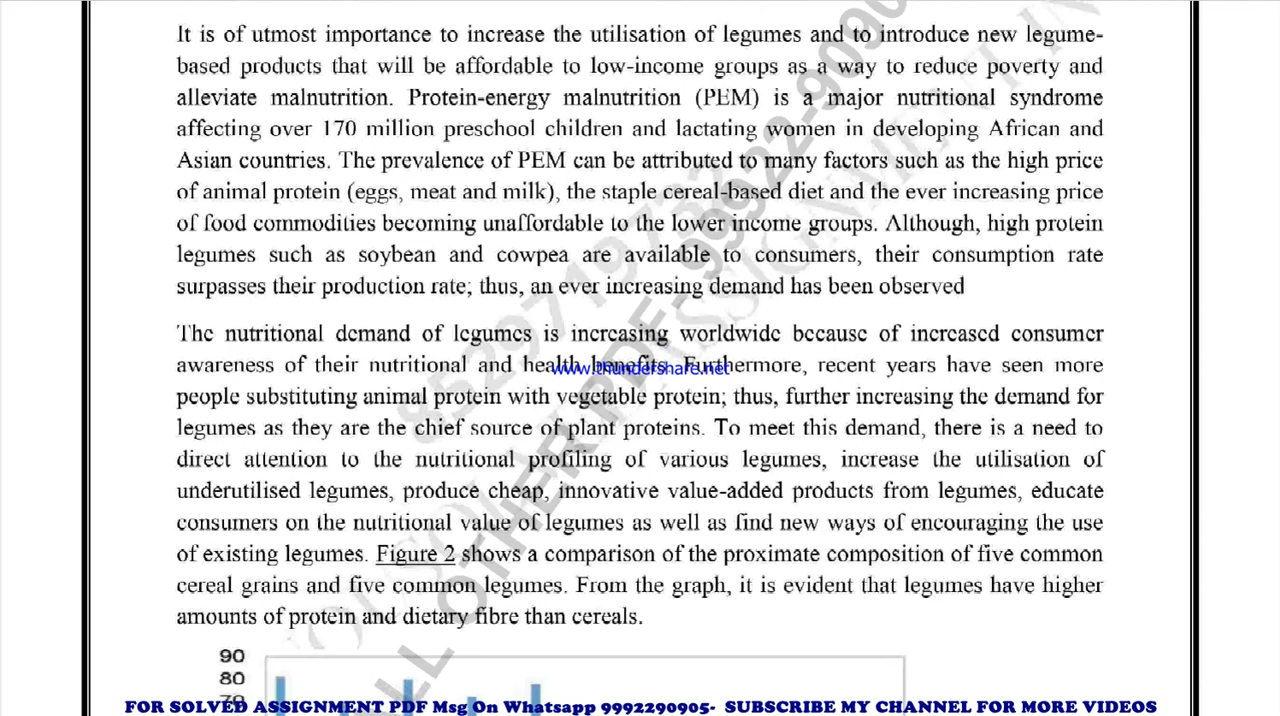 It is of utmost importance to increase the utilisation of legumes and to introduce new legume-
based products that will be affordable to low-income groups as a way to reduce poverty and
alleviate malnutrition. Protein-energy malnutrition (PEM) is a major nutritional syndrome
affecting over 170 million preschool children and lactating women in developing African and
Asian countries. The prevalence of PEM can be attributed to many factors such as the high price
of animal protein (eggs, meat and milk), the staple cereal-based diet and the ever increasing price
of food commodities becoming unaffordable to the lower income groups. Although, high protein
legumes such as soybean and cowpea are available to consumers, their consumption rate
surpasses their production rate; thus, an ever increasing demand has been observed
The nutritional demand of legumes is increasing worldwide because of increased consumer
awareness of their nutritional and health benefits. Furthermore, recent years have seen more
www.thundershare.net
people substituting animal protein with vegetable protein; thus, further increasing the demand for
legumes as they are the chief source of plant proteins. To meet this demand, there is a need to
direct attention to the nutritional profiling of various legumes, increase the utilisation of
underutilised legumes, produce cheap, innovative value-added products from legumes, educate
consumers on the nutritional value of legumes as well as find new ways of encouraging the use
of existing legumes. Figure 2 shows a comparison of the proximate composition of five common
cereal grains and five common legumes. From the graph, it is evident that legumes have higher
amounts of protein and dietary fibre than cereals.
90
80
70
FOR SOLVED ASSIGNMENT PDF Msg On Whatsapp 9992290905- SUBSCRIBE MY CHANNEL FOR MORE VIDEOS